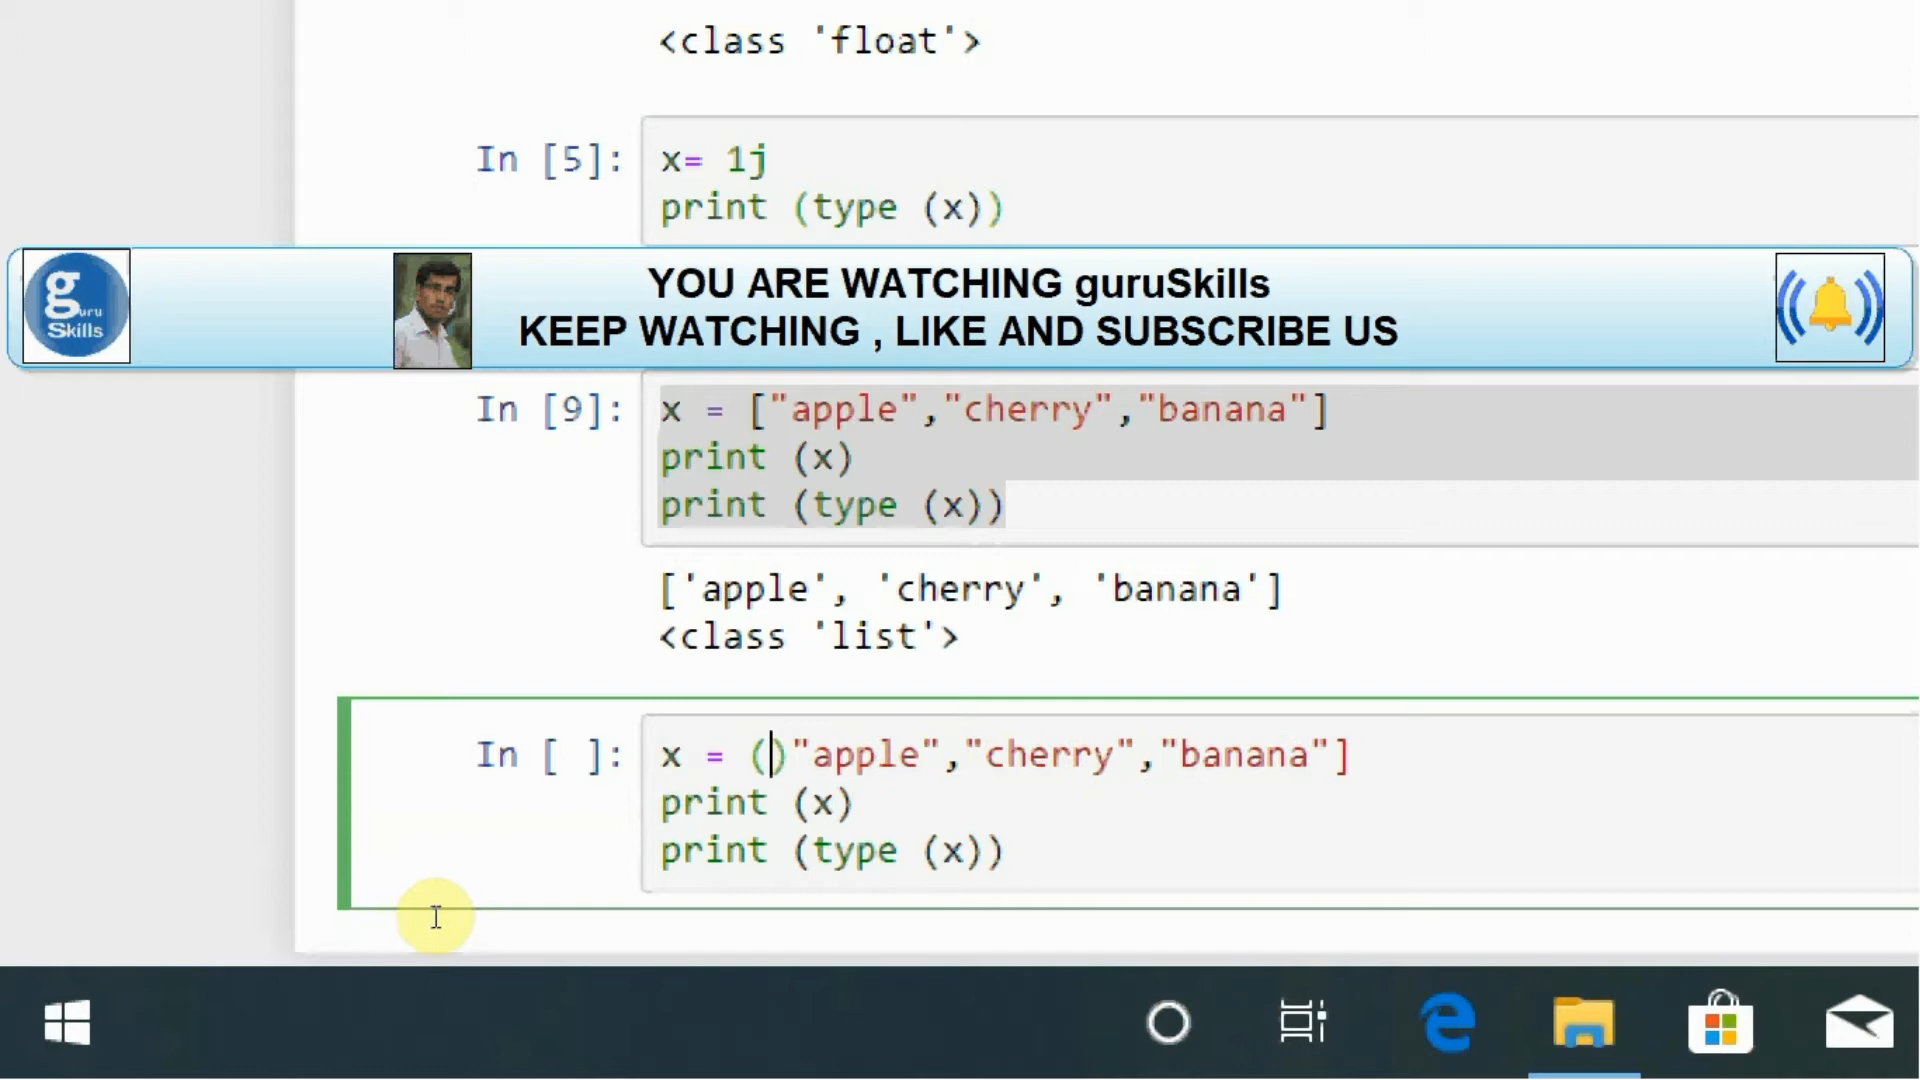 <class 'float'>
In [5]:
x= 1j
print (type (x))
g
uru
Skills
YOU ARE WATCHING guruSkills
KEEP WATCHING , LIKE AND SUBSCRIBE US
In [9]:
x = ["apple","cherry","banana"]
print (x)
print (type (x))
['apple', 'cherry', 'banana']
<class 'list'>
In [ ]:
x = ()"apple","cherry","banana"]
print (x)
print (type (x))